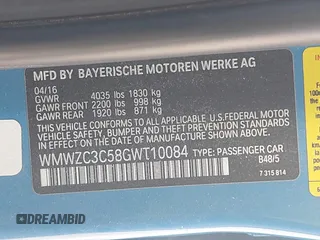 MFD BY BAYERISCHE MOTOREN WERKE AG
04/16
GVWR 4035 lbs 1830 kg
GAWR FRONT 2200 lbs 998 kg
GAWR REAR 1920 lbs 871 kg
THIS VEHICLE CONFORMS TO ALL APPLICABLE U.S.FEDERAL MOTOR
VEHICLE SAFETY, BUMPER, AND THEFT PREVENTION STANDARDS IN
EFFECT ON THE DATE OF MANUFACTURE SHOWN ABOVE.
WMWZC3C58GWT10084 TYPE: PASSENGER CAR
B48/5
7 315 814
DREAMBID